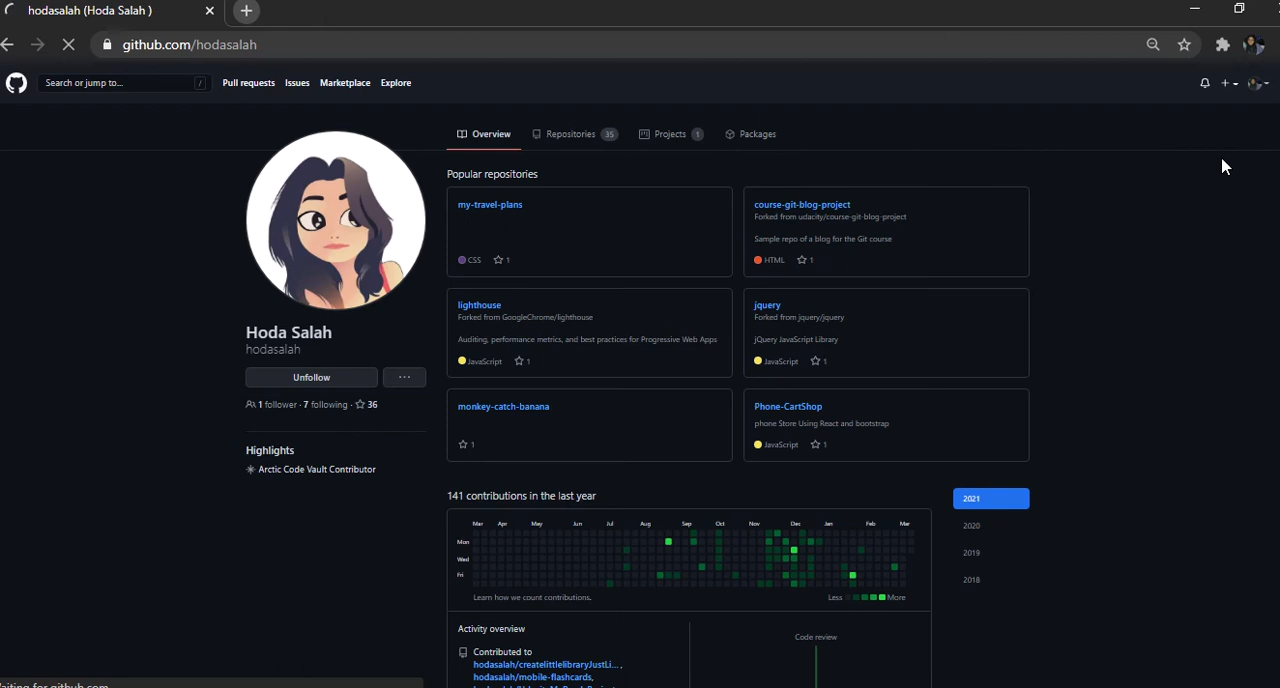 hodasalah (Hoda Salah )
github.com/hodasalah
Search or jump to... /
Pull requests Issues Marketplace Explore
Overview Repositories 35 Projects 1 Packages
Popular repositories
my-travel-plans
CSS 1
course-git-blog-project
Forked from udacity/course-git-blog-project
Sample repo of a blog for the Git course
HTML 1
lighthouse
Forked from GoogleChrome/lighthouse
Auditing, performance metrics, and best practices for Progressive Web Apps
JavaScript 1
jquery
Forked from jquery/jquery
jQuery JavaScript Library
JavaScript 1
monkey-catch-banana
1
Phone-CartShop
phone Store Using React and bootstrap
JavaScript 1
Hoda Salah
hodasalah
Unfollow ...
1 follower · 7 following · 36
Highlights
Arctic Code Vault Contributor
141 contributions in the last year
2021
2020
2019
2018
Mar Apr May Jun Jul Aug Sep Oct Nov Dec Jan Feb Mar
Mon
Wed
Fri
Learn how we count contributions.
Less More
Activity overview
Contributed to
hodasalah/createlittlelibraryJustLi... ,
hodasalah/mobile-flashcards,
Code review
aiting for github.com